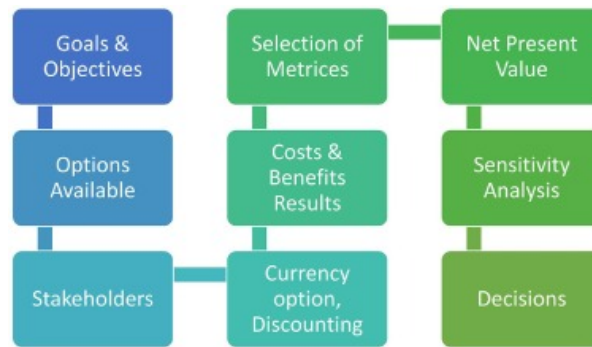 Goals &
Objectives
Options
Available
Stakeholders
Currency
option,
Discounting
Costs &
Benefits
Results
Selection of
Metrices
Net Present
Value
Sensitivity
Analysis
Decisions